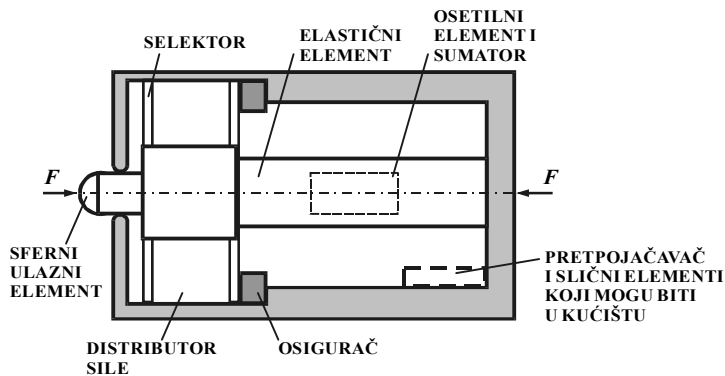 SELEKTOR
ELASTIČNI
ELEMENT
OSETILNI
ELEMENT I
SUMATOR
F
F
SFERNI
ULAZNI
ELEMENT
DISTRIBUTOR
SILE
OSIGURAČ
PRETPOJAČAVAČ
I SLIČNI ELEMENTI
KOJI MOGU BITI
U KUĆIŠTU